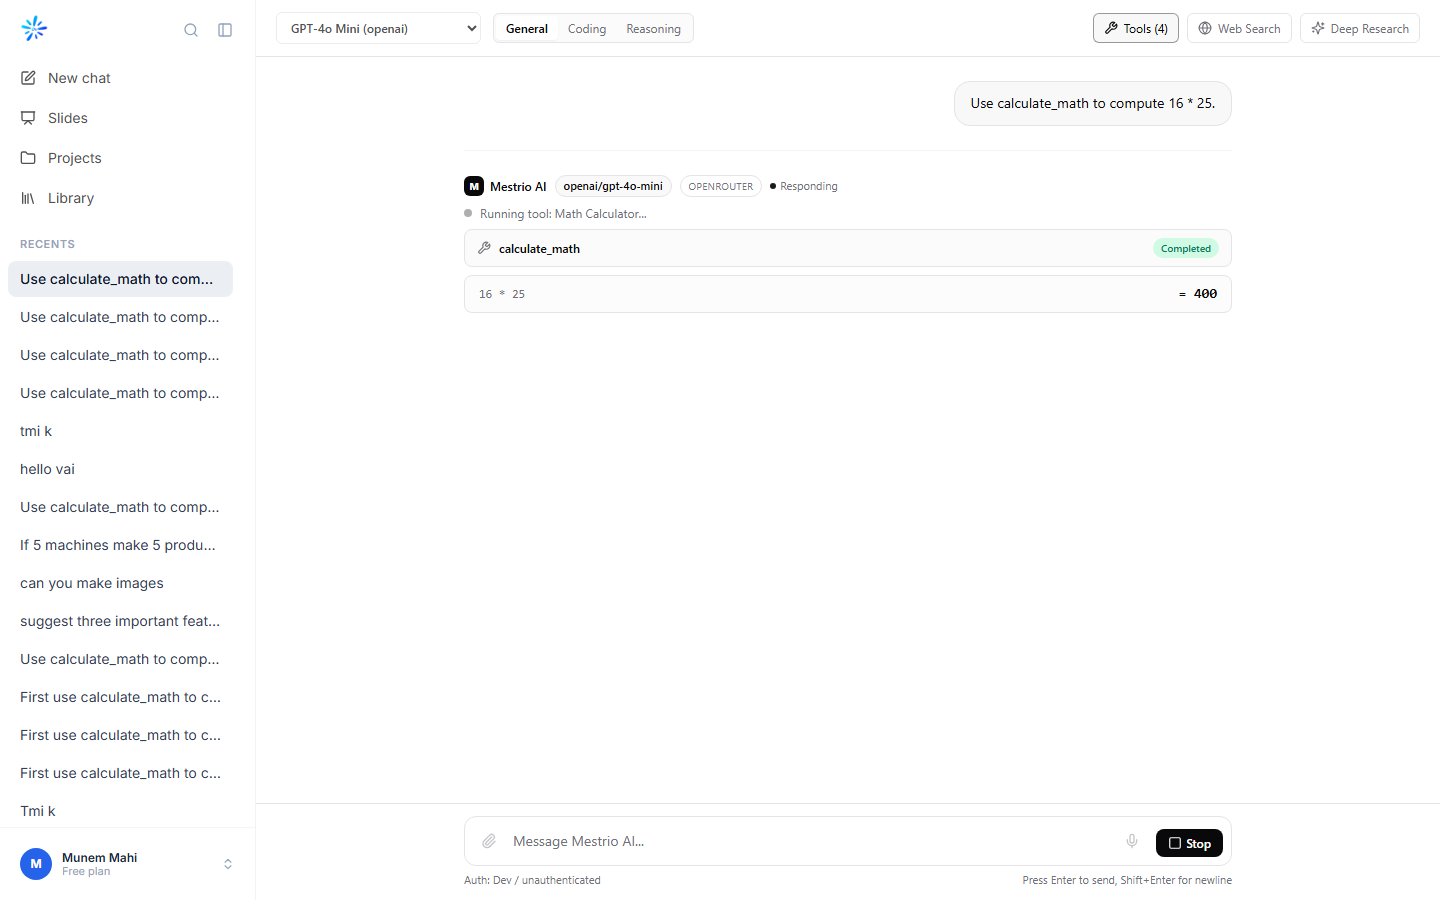 GPT-4o Mini (openai)
General
Coding
Reasoning
Tools (4)
Web Search
Deep Research
New chat
Slides
Projects
Library
RECENTS
Use calculate_math to com...
Use calculate_math to comp...
Use calculate_math to comp...
Use calculate_math to comp...
tmi k
hello vai
Use calculate_math to comp...
If 5 machines make 5 produ...
can you make images
suggest three important feat...
Use calculate_math to comp...
First use calculate_math to c...
First use calculate_math to c...
First use calculate_math to c...
Tmi k
M
Munem Mahi
Free plan
Use calculate_math to compute 16 * 25.
M Mestrio AI openai/gpt-4o-mini OPENROUTER Responding
Running tool: Math Calculator...
calculate_math Completed
16 * 25 = 400
Message Mestrio AI...
Stop
Auth: Dev / unauthenticated
Press Enter to send, Shift+Enter for newline